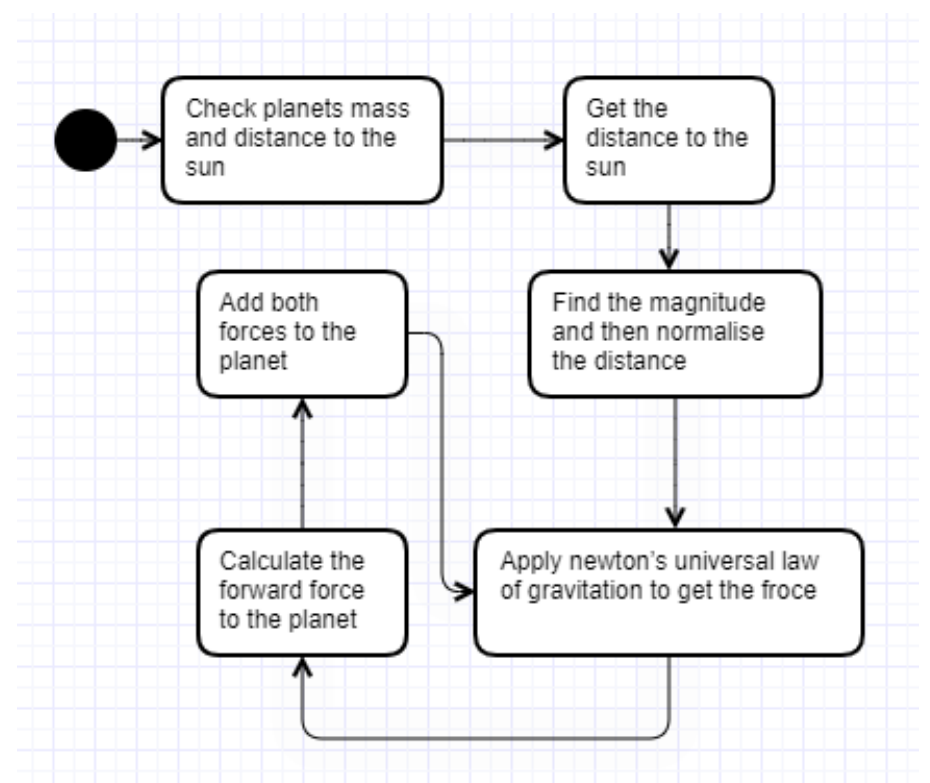 Check planets mass
and distance to the
sun
Get the
distance to the
sun
Find the magnitude
and then normalise
the distance
Apply newton's universal law
of gravitation to get the froce
Calculate the
forward force
to the planet
Add both
forces to the
planet